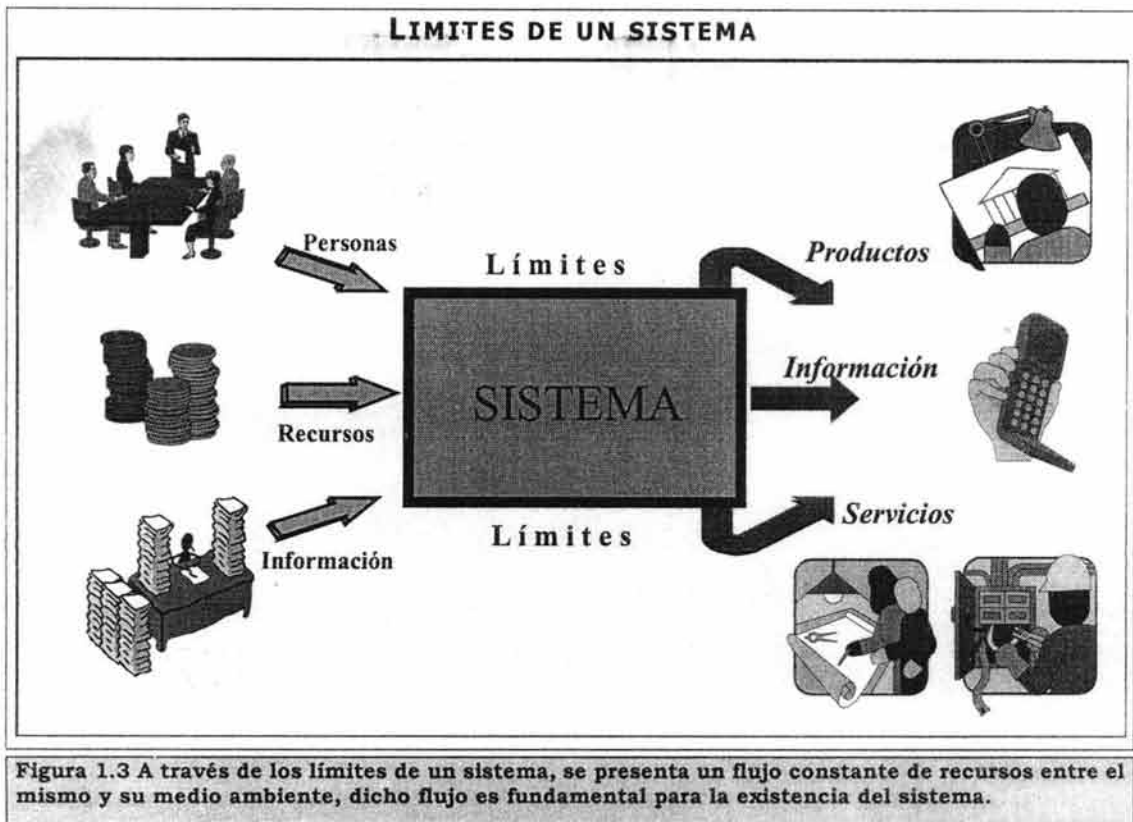 LIMITES DE UN SISTEMA
Personas
Límites
Productos
SISTEMA
Información
Recursos
Servicios
Límites
Información
Figura 1.3 A través de los límites de un sistema, se presenta un flujo constante de recursos entre el
mismo y su medio ambiente, dicho flujo es fundamental para la existencia del sistema.